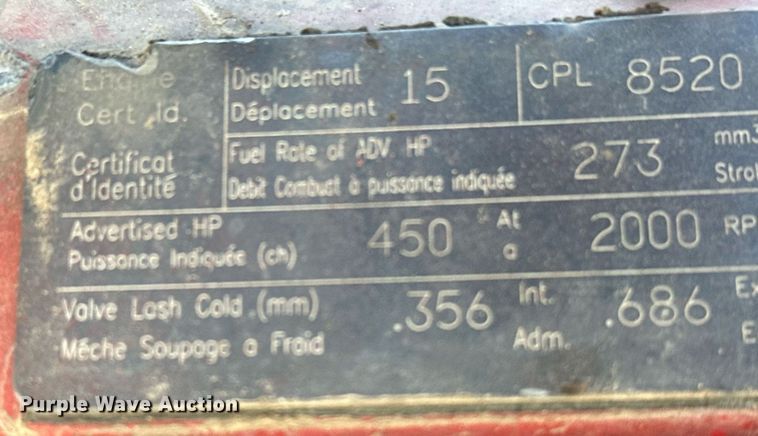 Engine
Cert .Id.
Certificat
d'Identité
Displacement
Déplacement
15
CPL 8520
Fuel Rate of ADV. HP
Debit Combust à puissance indiquée
273
mm3
Advertised HP
Puissance Indiquée (ch)
450
At
a
2000
Valve Lash Cold .(mm)
Méche Soupage a Froid
.356
Int.
Adm.
.686
Purple Wave Auction